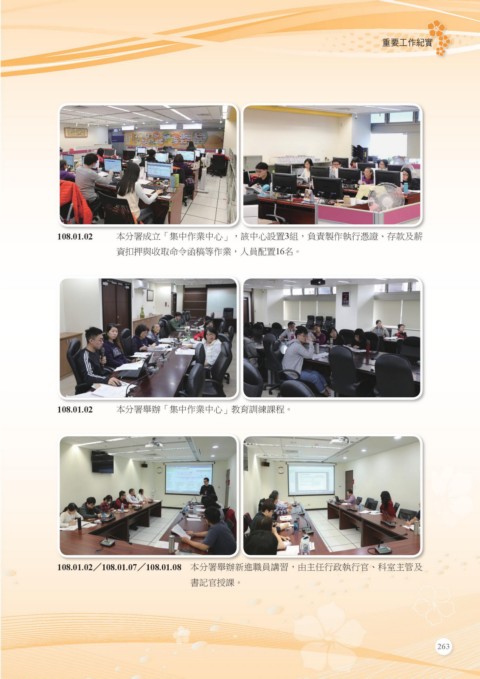 重要工作紀實
108.01.02 本分署成立「集中作業中心」，該中心設置3組，負責製作執行憑證、存款及薪
資扣押與收取命令函稿等作業，人員配置16名。
108.01.02 本分署舉辦「集中作業中心」教育訓練課程。
108.01.02／108.01.07／108.01.08 本分署舉辦新進職員講習，由主任行政執行官、科室主管及
書記官授課。
263